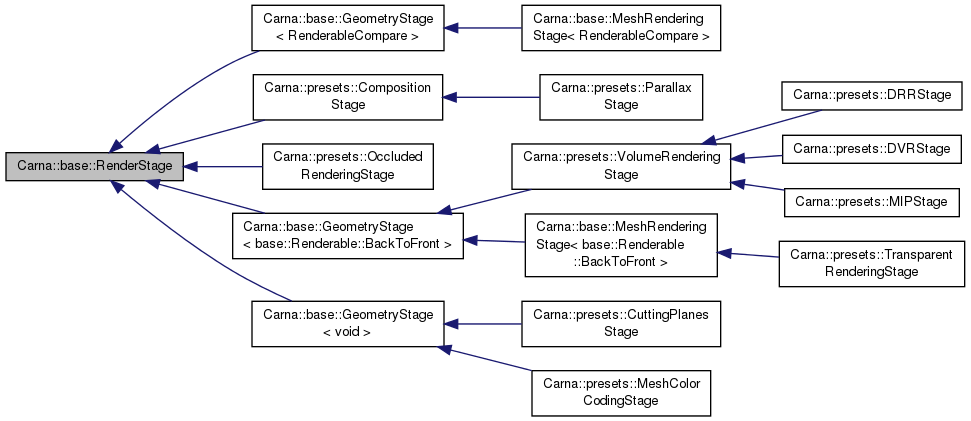 Carna::base::RenderStage
Carna::base::GeometryStage
< RenderableCompare >
Carna::presets::Composition
Stage
Carna::presets::Occluded
RenderingStage
Carna::base::GeometryStage
< base::Renderable::BackToFront >
Carna::base::GeometryStage
< void >
Carna::base::MeshRendering
Stage< RenderableCompare >
Carna::presets::Parallax
Stage
Carna::presets::VolumeRendering
Stage
Carna::base::MeshRendering
Stage< base::Renderable
::BackToFront >
Carna::presets::CuttingPlanes
Stage
Carna::presets::MeshColor
CodingStage
Carna::presets::DRRStage
Carna::presets::DVRStage
Carna::presets::MIPStage
Carna::presets::Transparent
RenderingStage